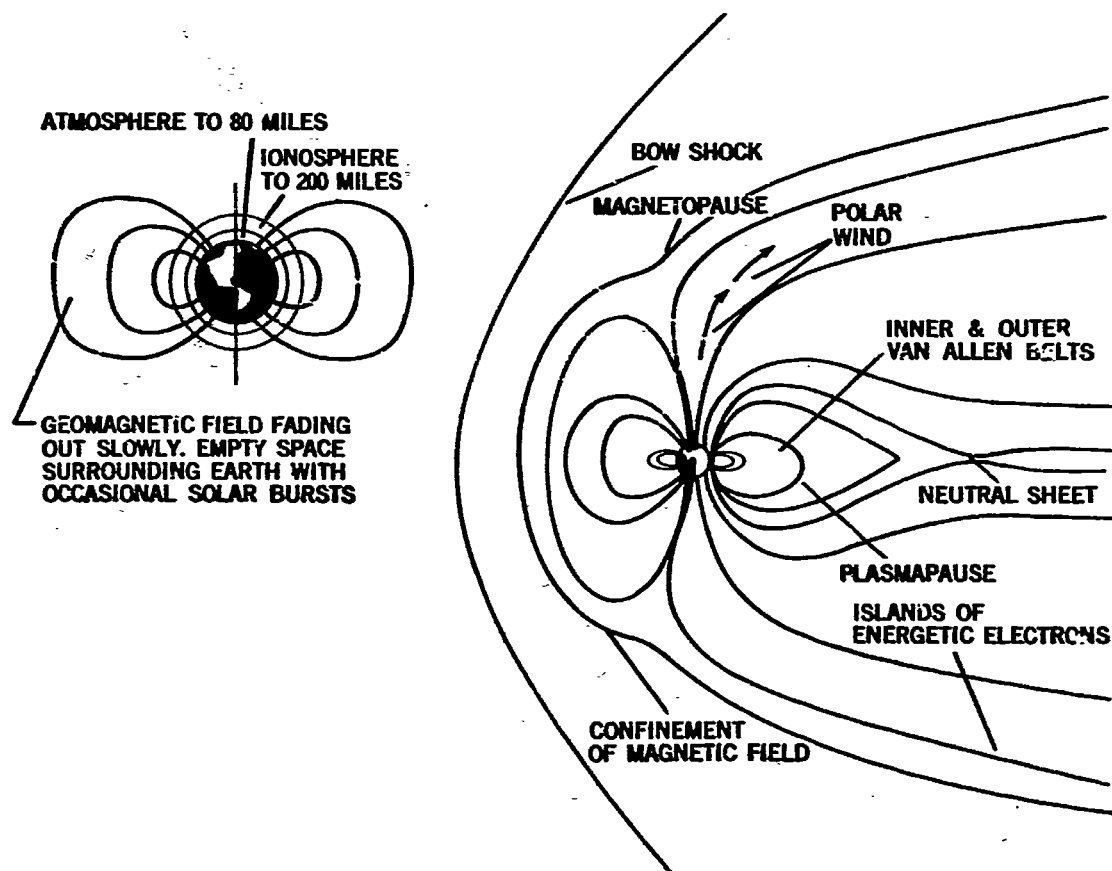 ATMOSPHERE TO 80 MILES
IONOSPHERE
TO 200 MILES
GEOMAGNETIC FIELD FADING
OUT SLOWLY. EMPTY SPACE
SURROUNDING EARTH WITH
OCCASIONAL SOLAR BURSTS
BOW SHOCK
MAGNETOPAUSE
POLAR
WIND
INNER & OUTER
VAN ALLEN BELTS
NEUTRAL SHEET
PLASMAPAUSE
ISLANDS OF
ENERGETIC ELECTRONS
CONFINEMENT
OF MAGNETIC FIELD